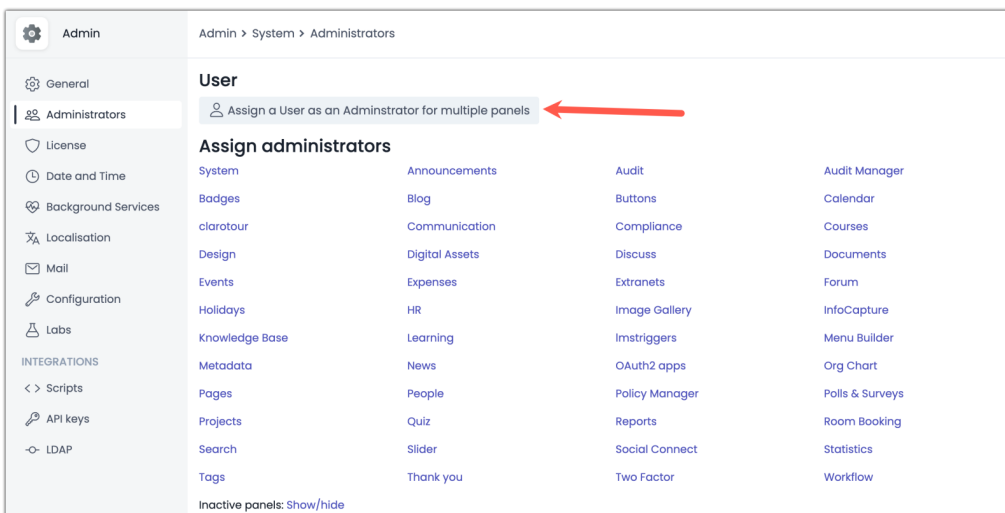 Admin
Admin > System > Administrators
General
Administrators
License
Date and Time
Background Services
Localisation
Mail
Configuration
Labs
INTEGRATIONS
Scripts
API keys
LDAP
User
Assign a User as an Adminstrator for multiple panels
Assign administrators
System Announcements Audit Audit Manager
Badges Blog Buttons Calendar
clarotour Communication Compliance Courses
Design Digital Assets Discuss Documents
Events Expenses Extranets Forum
Holidays HR Image Gallery InfoCapture
Knowledge Base Learning lmstriggers Menu Builder
Metadata News OAuth2 apps Org Chart
Pages People Policy Manager Polls & Surveys
Projects Quiz Reports Room Booking
Search Slider Social Connect Statistics
Tags Thank you Two Factor Workflow
Inactive panels: Show/hide